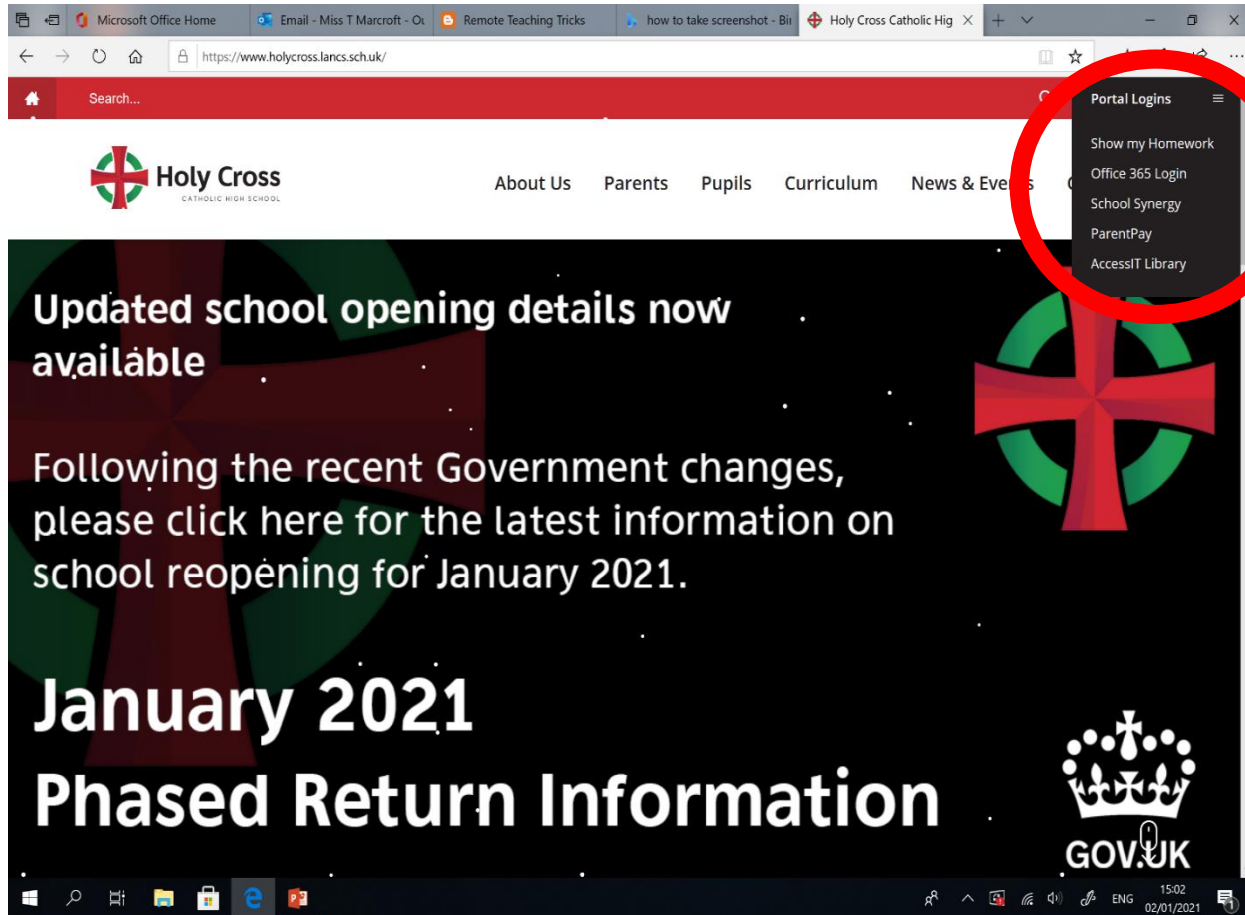 Microsoft Office Home
Email - Miss T Marcroft - Ou
Remote Teaching Tricks
how to take screenshot - Bin
Holy Cross Catholic Hig
https://www.holycross.lancs.sch.uk/
Search...
Portal Logins
Show my Homework
Office 365 Login
School Synergy
ParentPay
AccessIT Library
Holy Cross
CATHOLIC HIGH SCHOOL
About Us Parents Pupils Curriculum News & Events
Updated school opening details now
available
Following the recent Government changes,
please click here for the latest information on
school reopening for January 2021.
January 2021
Phased Return Information
GOV.UK
ENG
15:02
02/01/2021
1